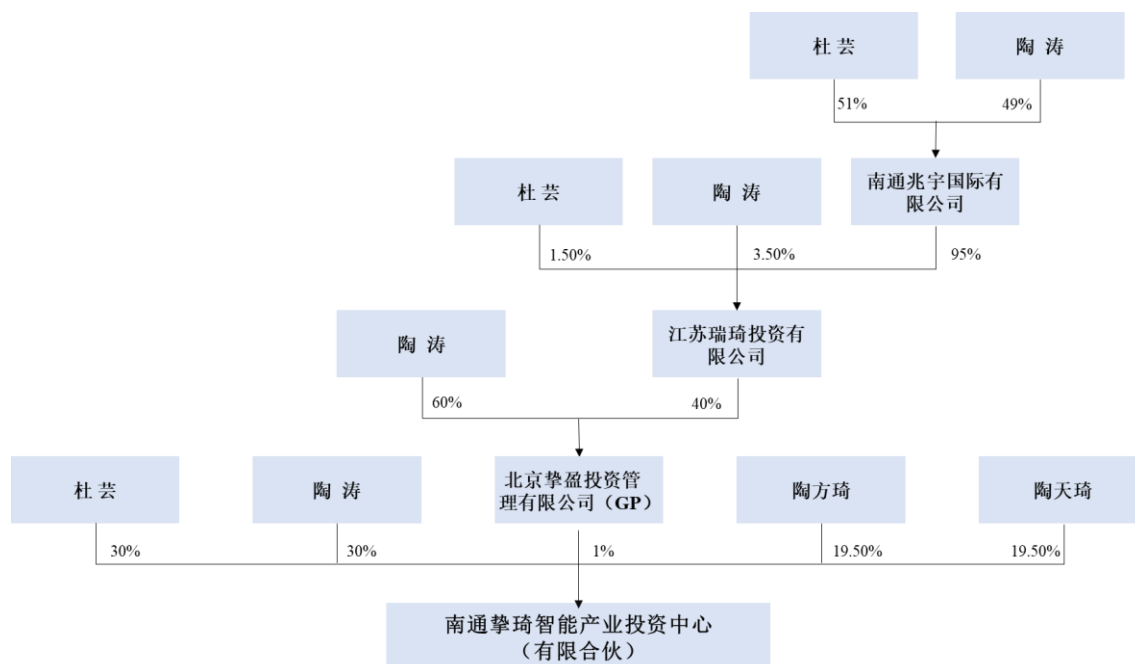 杜 芸
陶 涛
51%
49%
杜 芸
陶 涛
南通兆宇国际有
限公司
1.50%
3.50%
95%
陶 涛
江苏瑞琦投资有
限公司
60%
40%
杜 芸
陶 涛
北京挚盈投资管
理有限公司（GP）
陶方琦
陶天琦
30%
30%
1%
19.50%
19.50%
南通挚琦智能产业投资中心
（有限合伙）